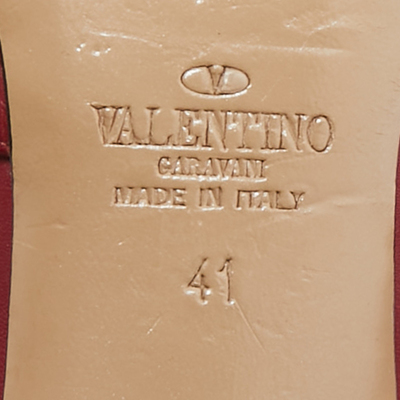 V
VALENTINO
GARAVANI
MADE IN ITALY
41